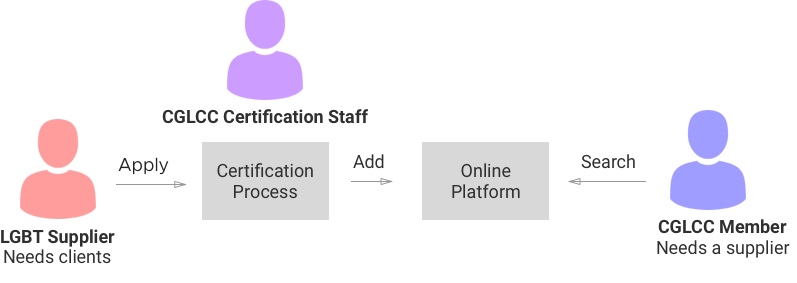 CGLCC Certification Staff
Apply
Certification
Process
Add
Online
Platform
Search
LGBT Supplier
Needs clients
CGLCC Member
Needs a supplier